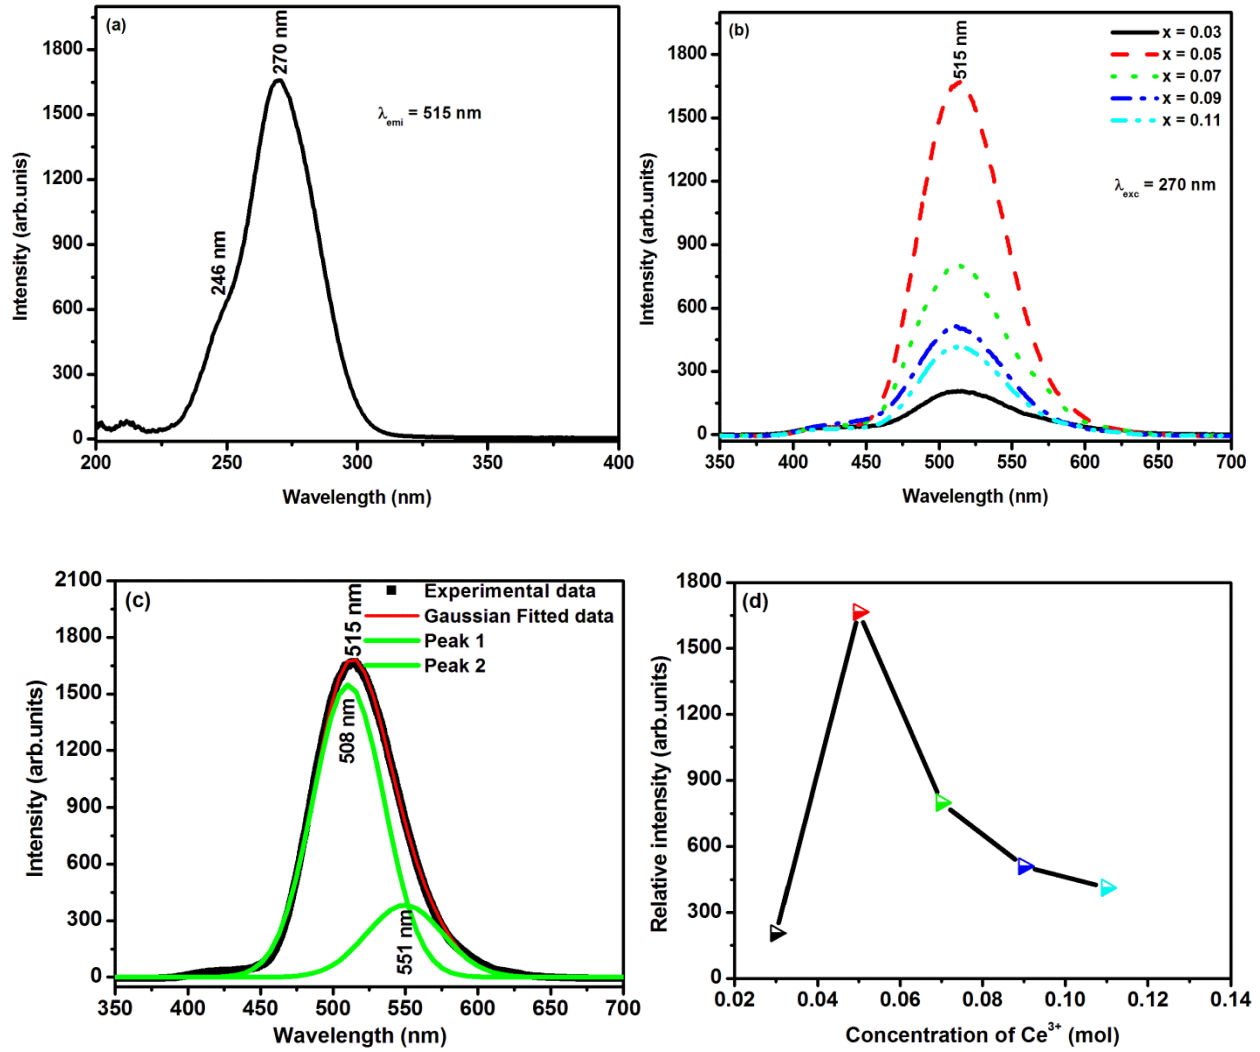 (a)
270 nm
246 nm
λemi = 515 nm
1800
1500
1200
900
600
300
0
200
250
300
350
400
Intensity (arb.unis)
Wavelength (nm)
(b)
515 nm
x = 0.03
x = 0.05
x = 0.07
x = 0.09
x = 0.11
λexc = 270 nm
1800
1500
1200
900
600
300
0
350
400
450
500
550
600
650
700
Intensity (arb.units)
Wavelength (nm)
(c)
515 nm
508 nm
551 nm
Experimental data
Gaussian Fitted data
Peak 1
Peak 2
2100
1800
1500
1200
900
600
300
0
350
400
450
500
550
600
650
700
Intensity (arb.units)
Wavelength (nm)
(d)
1800
1500
1200
900
600
300
0
0.02
0.04
0.06
0.08
0.10
0.12
0.14
Relative intensity (arb.units)
Concentration of Ce³⁺ (mol)